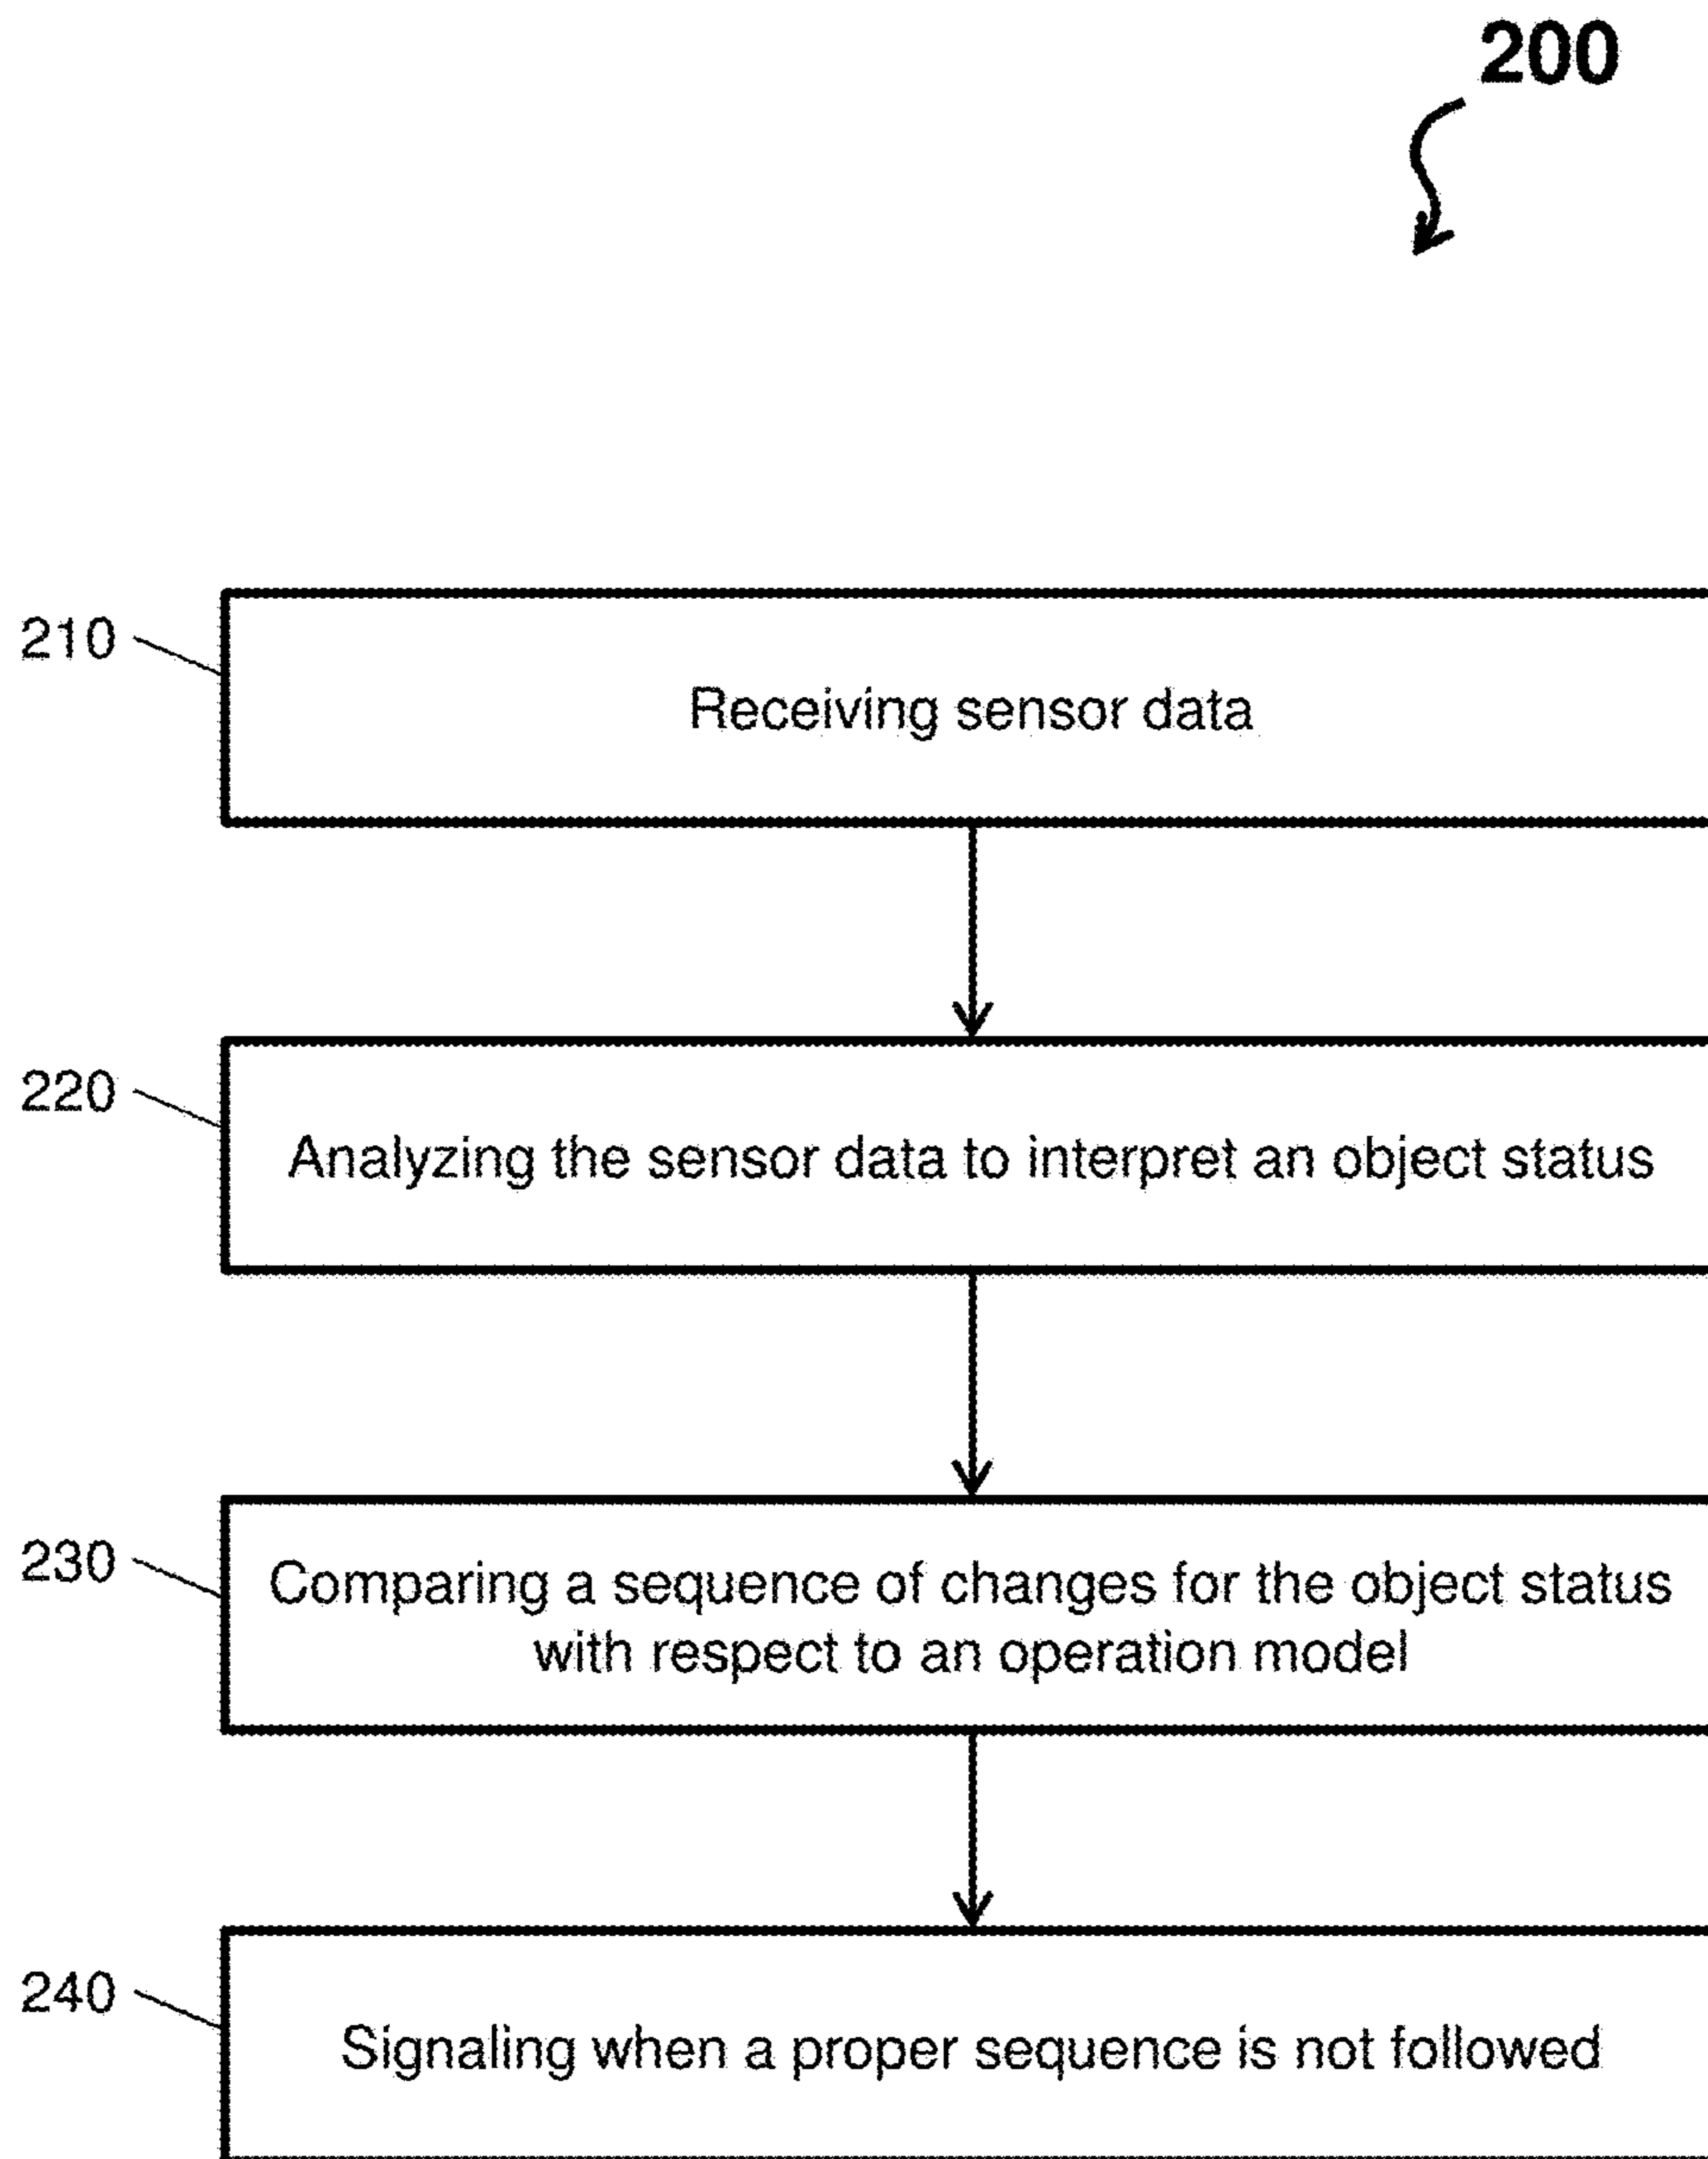 200
210
Receiving sensor data
220
Analyzing the sensor data to interpret an object status
230
Comparing a sequence of changes for the object status
with respect to an operation model
240
Signaling when a proper sequence is not followed